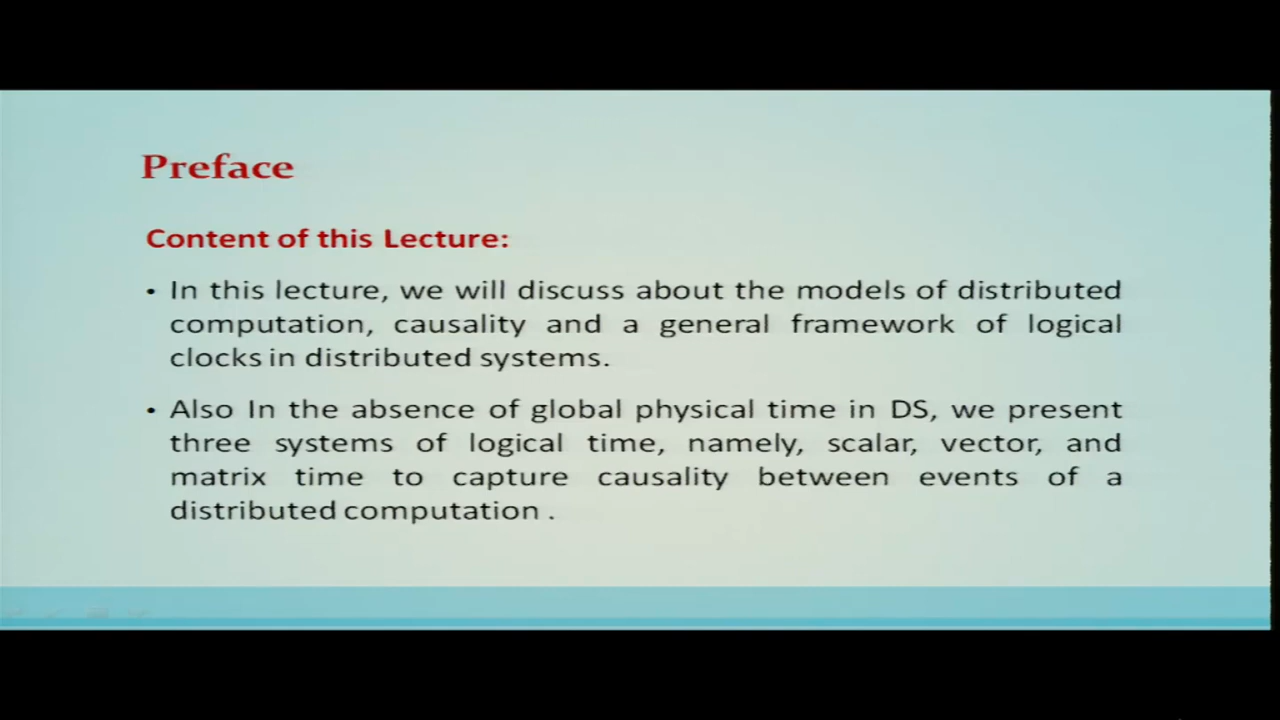 Preface
Content of this Lecture:
• In this lecture, we will discuss about the models of distributed
computation, causality and a general framework of logical
clocks in distributed systems.
• Also In the absence of global physical time in DS, we present
three systems of logical time, namely, scalar, vector, and
matrix time to capture causality between events of a
distributed computation .